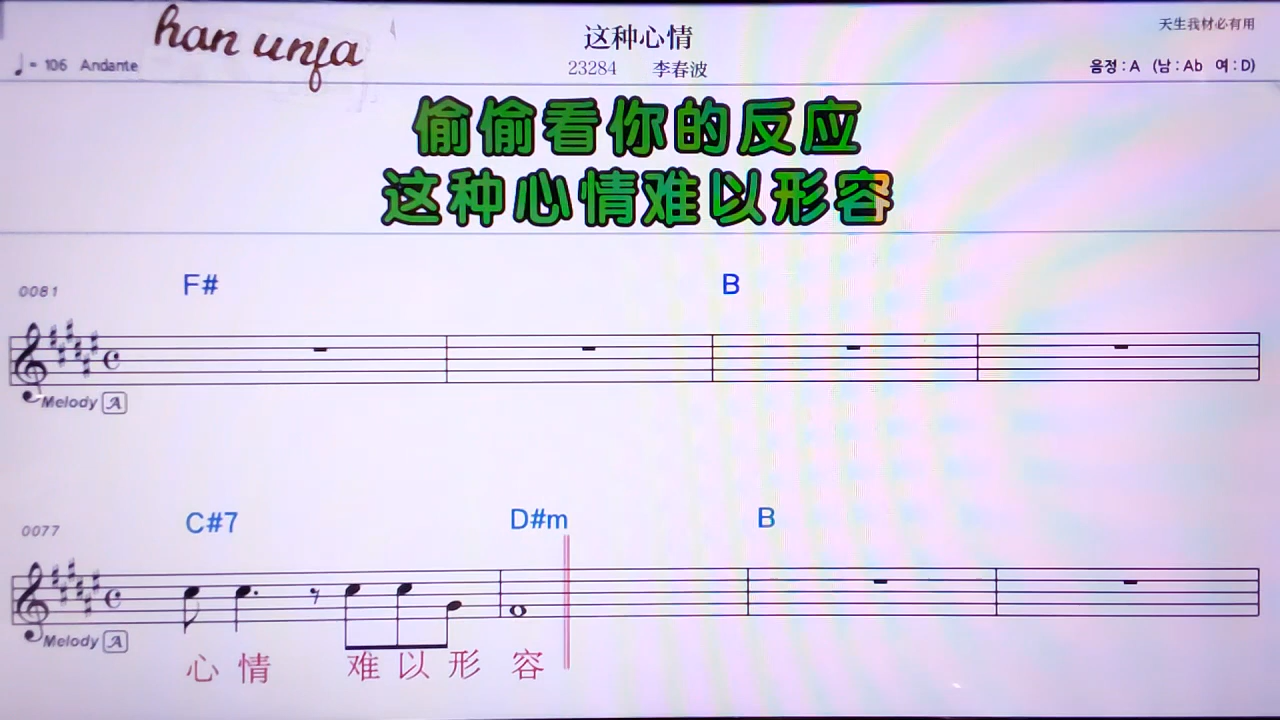 han unfa
这种心情
天生我材必有用
♩= 106 Andante
23284 李春波
음정 : A (남 : Ab 여 : D)
偷偷看你的反应
这种心情难以形容
0081
F# B
Melody A
0077
C#7 D#m B
Melody A
心 情 难 以 形 容